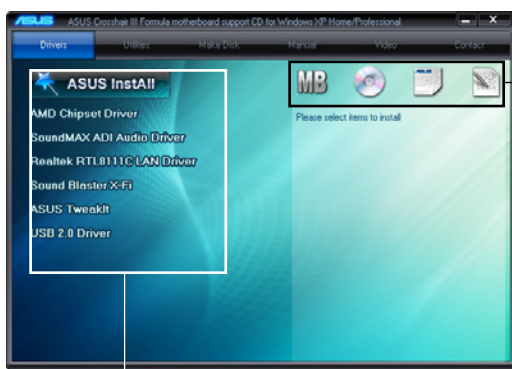 ASUS ASUS Crosshair III Formula motherboard support CD for Windows XP Home/Professional
Drivers Utilities Make Disk Manual Video Contact
ASUS InstAll
MB
AMD Chipset Driver
Please select items to install
SoundMAX ADI Audio Driver
Realtek RTL8111C LAN Driver
Sound Blaster X-Fi
ASUS TweakIt
USB 2.0 Driver